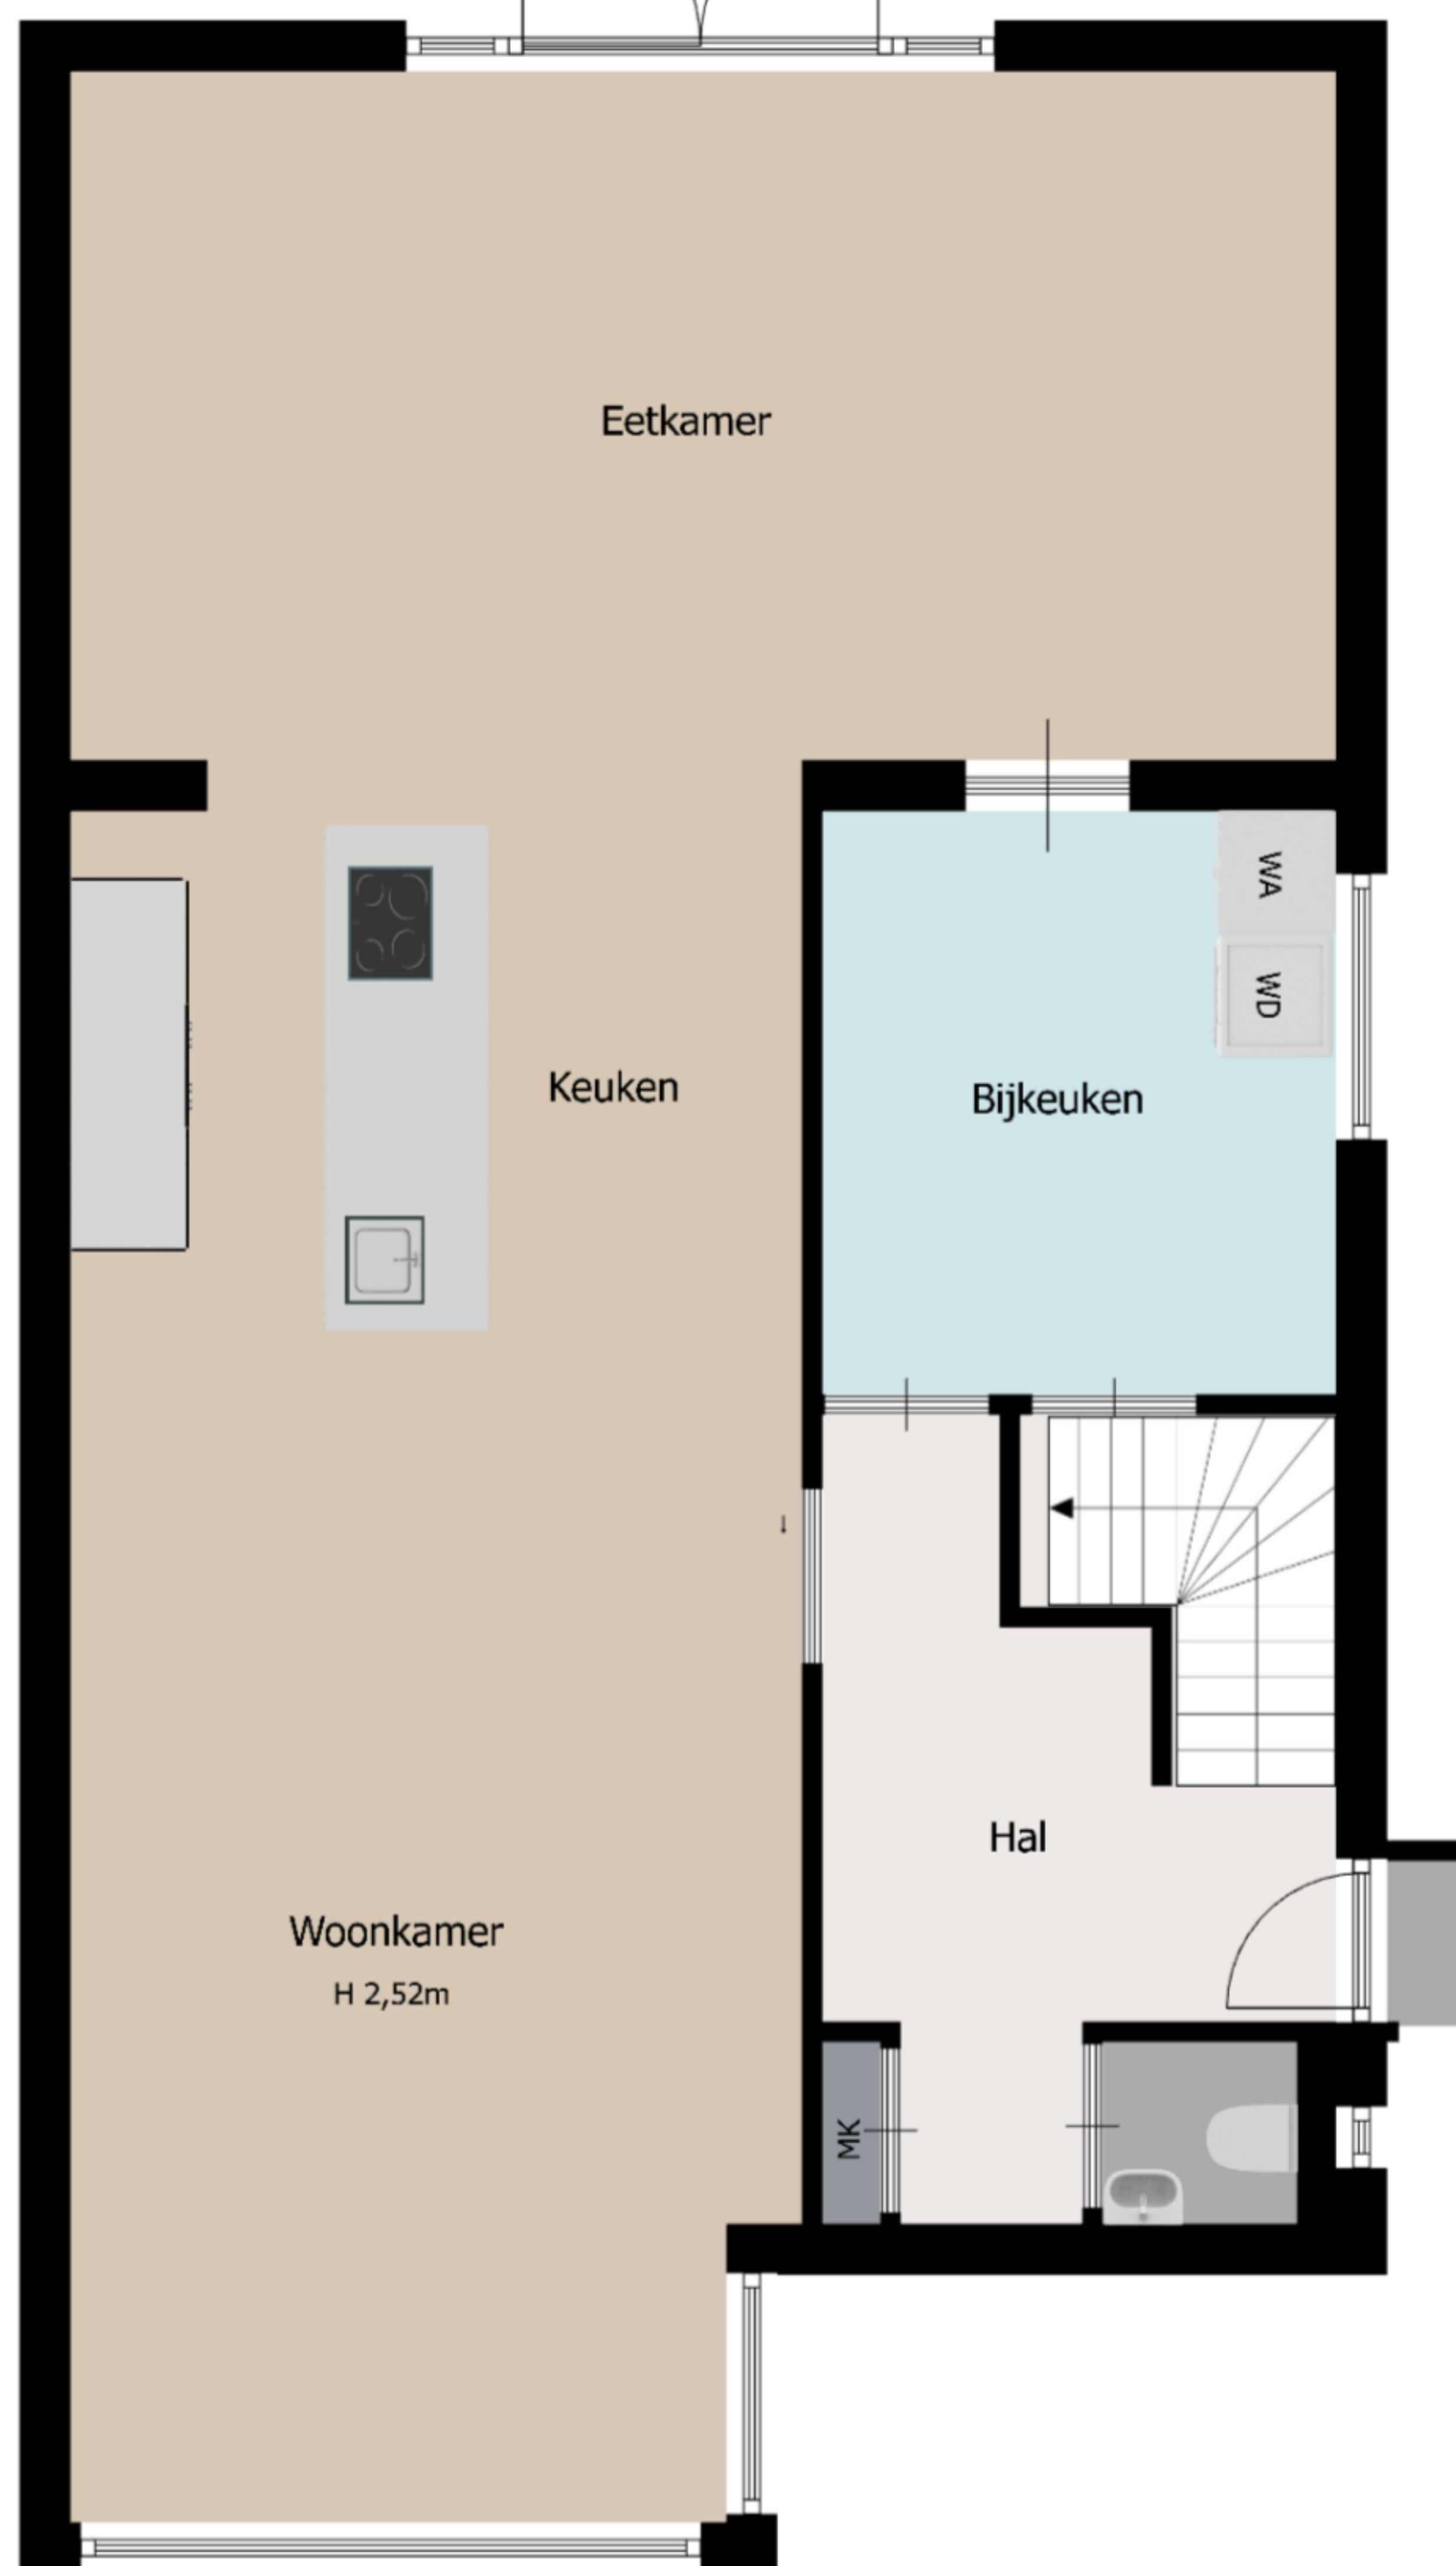 Eetkamer
WA
WD
Keuken
Bijkeuken
Hal
Woonkamer
H 2,52m
MK